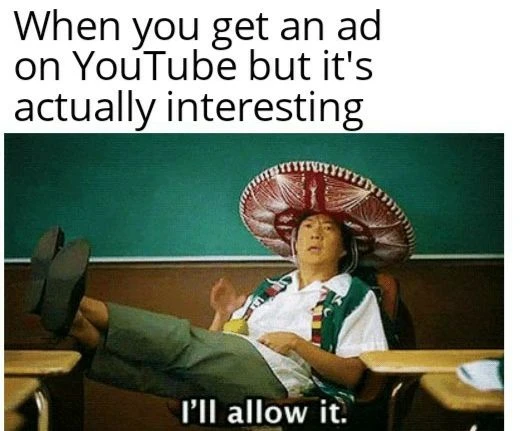 When you get an ad
on YouTube but it's
actually interesting
I'll allow it.